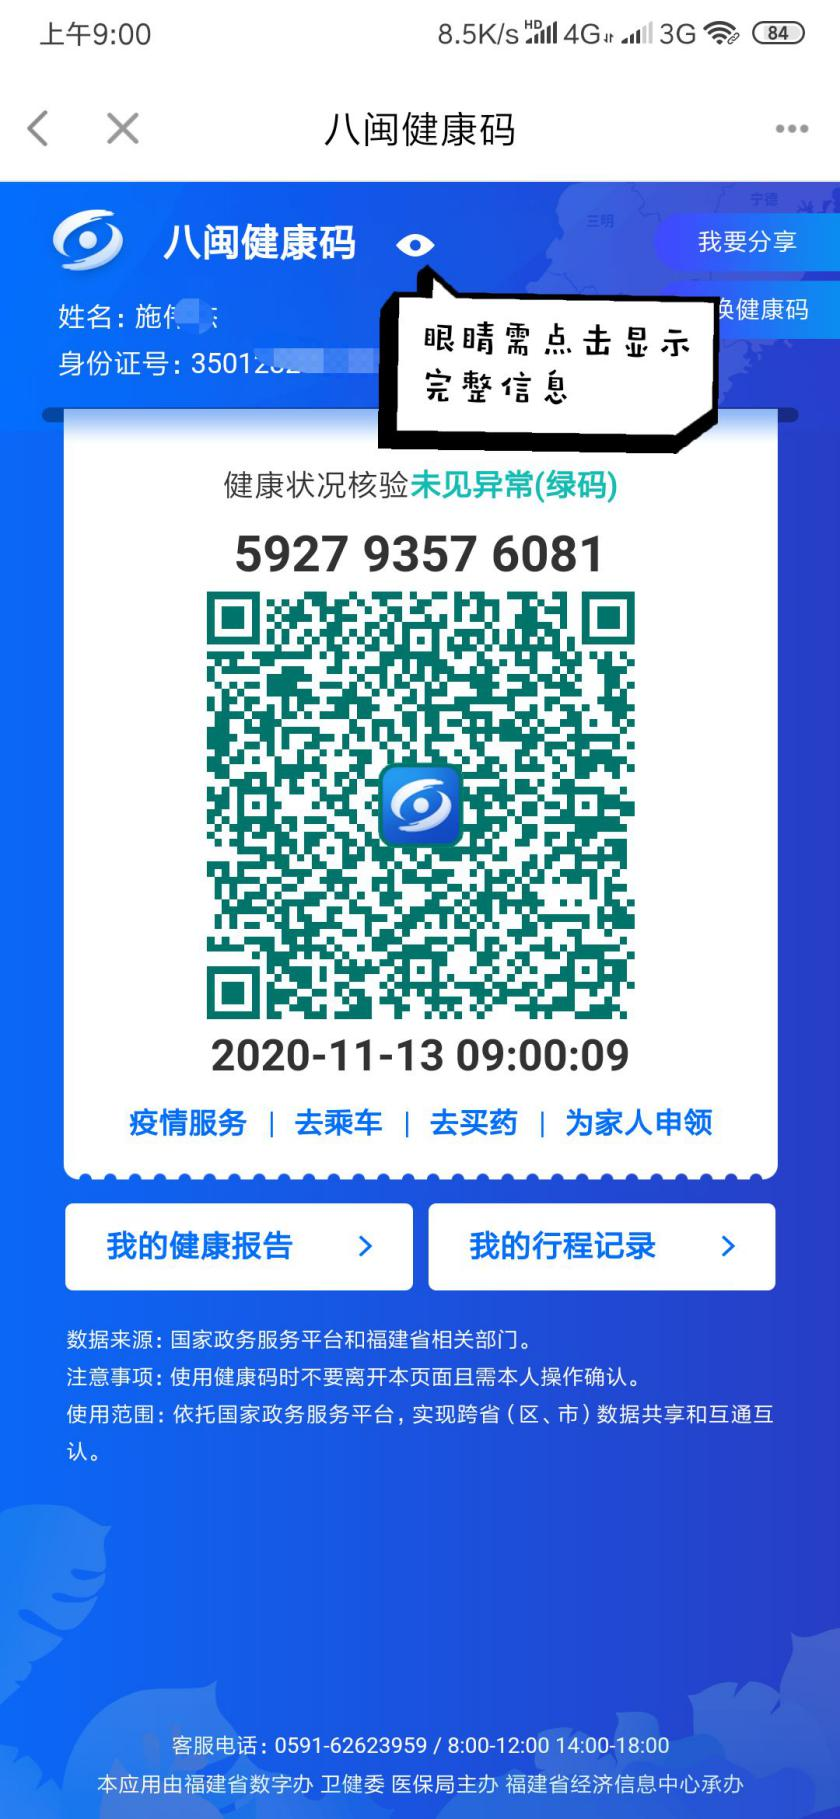 上午9:00
8.5K/s HD 4G 3G 84
八闽健康码
宁德
三明
八闽健康码
我要分享
姓名：施
换健康码
身份证号：35012
眼睛需点击显示
完整信息
健康状况核验未见异常(绿码)
5927 9357 6081
2020-11-13 09:00:09
疫情服务 | 去乘车 | 去买药 | 为家人申领
我的健康报告
我的行程记录
数据来源：国家政务服务平台和福建省相关部门。
注意事项：使用健康码时不要离开本页面且需本人操作确认。
使用范围：依托国家政务服务平台，实现跨省（区、市）数据共享和互通互
认。
客服电话：0591-62623959 / 8:00-12:00 14:00-18:00
本应用由福建省数字办 卫健委 医保局主办 福建省经济信息中心承办